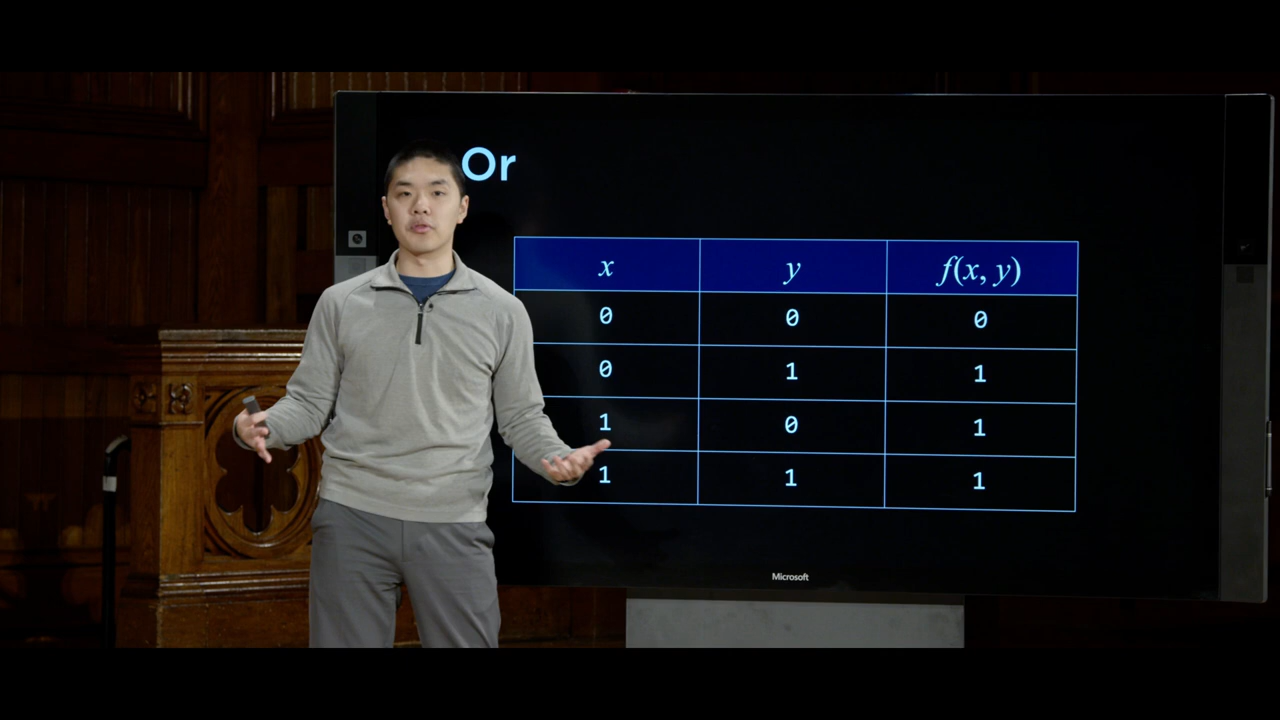 Or
x y f(x, y)
0 0 0
0 1 1
1 0 1
1 1 1
Microsoft